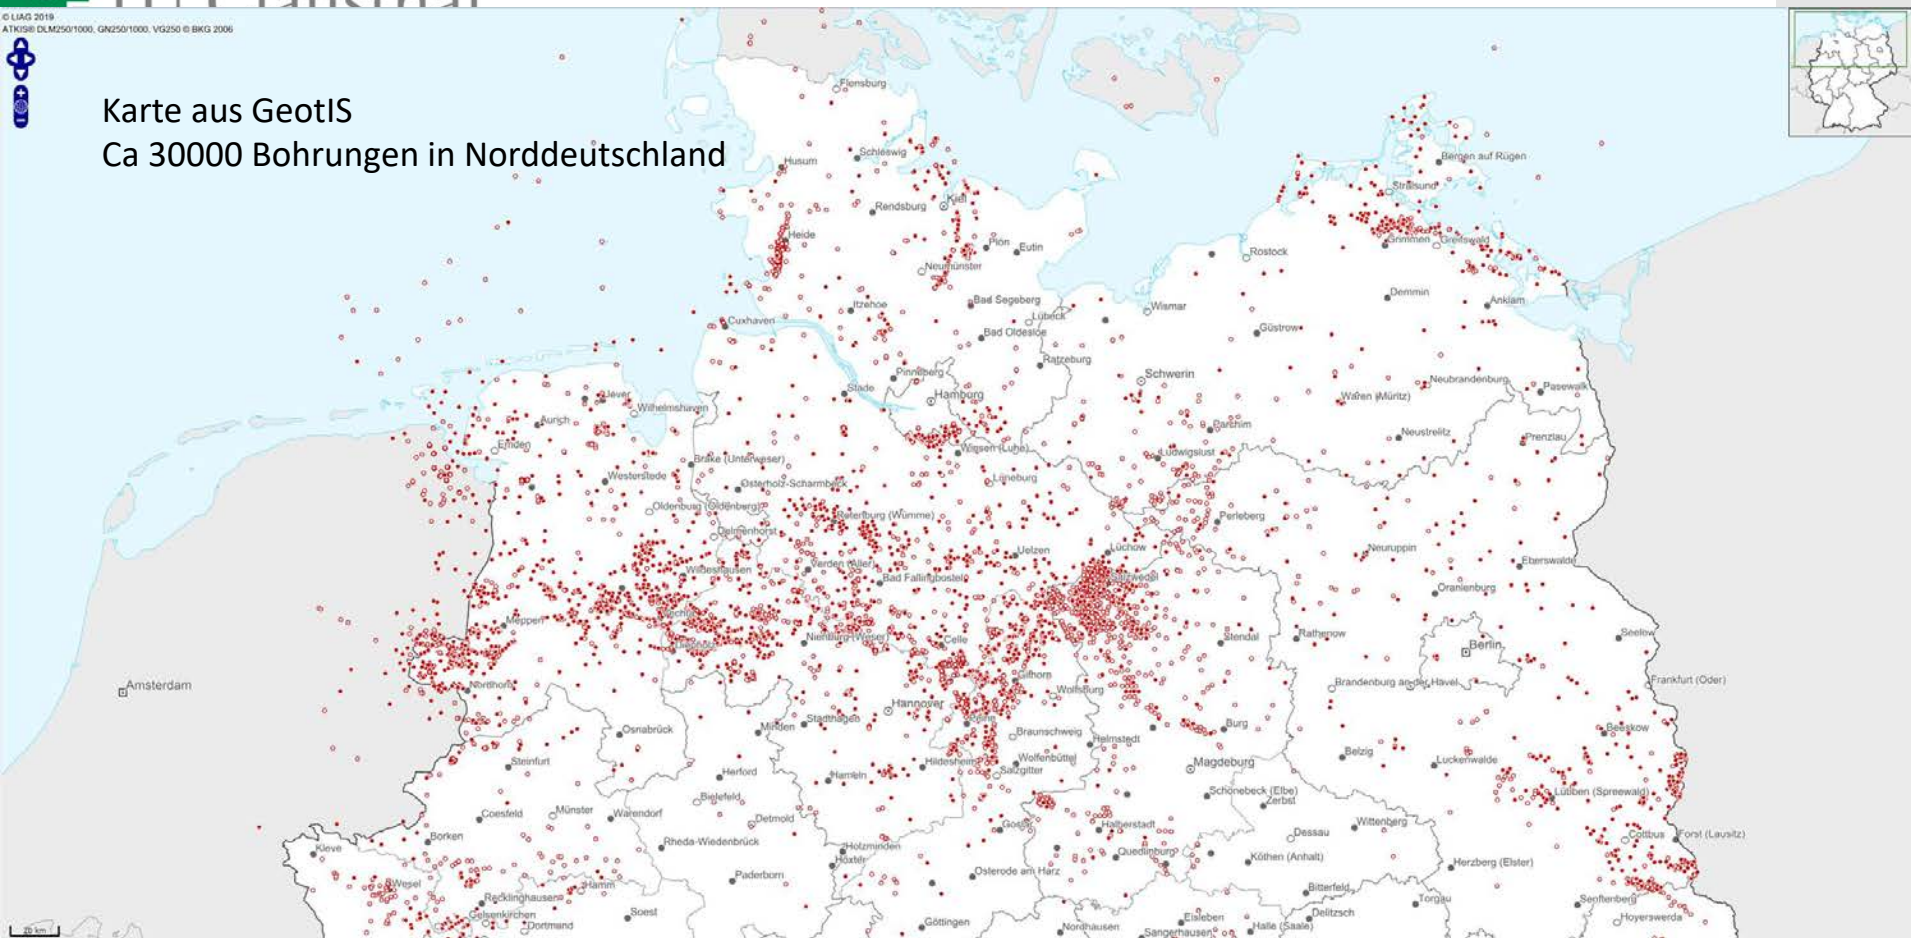 © LIAG 2019
ATKIS® DLM250/1000, GN250/1000, VG250 © BKG 2006
Karte aus GeotIS
Ca 30000 Bohrungen in Norddeutschland
Flensburg
Husum
Schleswig
Bergen auf Rügen
Stralsund
Rendsburg
Kiel
Heide
Plön
Eutin
Grimmen
Greifswald
Rostock
Neumünster
Demmin
Anklam
Itzehoe
Bad Segeberg
Wismar
Cuxhaven
Lübeck
Güstrow
Bad Oldesloe
Ratzeburg
Pinneberg
Schwerin
Neubrandenburg
Pasewalk
Stade
Hamburg
Jever
Wilhelmshaven
Waren (Müritz)
Aurich
Parchim
Neustrelitz
Prenzlau
Emden
Winsen (Luhe)
Ludwigslust
Brake (Unterweser)
Westerstede
Osterholz-Scharmbeck
Lüneburg
Oldenburg (Oldenburg)
Rotenburg (Wümme)
Perleberg
Delmenhorst
Uelzen
Lüchow
Neuruppin
Eberswalde
Wildeshausen
Verden (Aller)
Bad Fallingbostel
Salzwedel
Oranienburg
Vechta
Meppen
Nienburg (Weser)
Celle
Stendal
Rathenow
Seelow
Diepholz
Berlin
Amsterdam
Nordhorn
Gifhorn
Wolfsburg
Brandenburg an der Havel
Frankfurt (Oder)
Hannover
Peine
Minden
Stadthagen
Burg
Osnabrück
Braunschweig
Helmstedt
Beeskow
Belzig
Steinfurt
Herford
Hameln
Hildesheim
Wolfenbüttel
Salzgitter
Magdeburg
Luckenwalde
Bielefeld
Schönebeck (Elbe)
Zerbst
Lübben (Spreewald)
Coesfeld
Münster
Warendorf
Detmold
Goslar
Halberstadt
Wittenberg
Dessau
Cottbus
Forst (Lausitz)
Borken
Kleve
Rheda-Wiedenbrück
Holzminden
Höxter
Quedlinburg
Köthen (Anhalt)
Herzberg (Elster)
Wesel
Hamm
Paderborn
Osterode am Harz
Bitterfeld
Recklinghausen
Torgau
Senftenberg
Gelsenkirchen
Soest
Delitzsch
Hoyerswerda
Dortmund
Göttingen
Eisleben
Nordhausen
Halle (Saale)
Sangerhausen
20 km